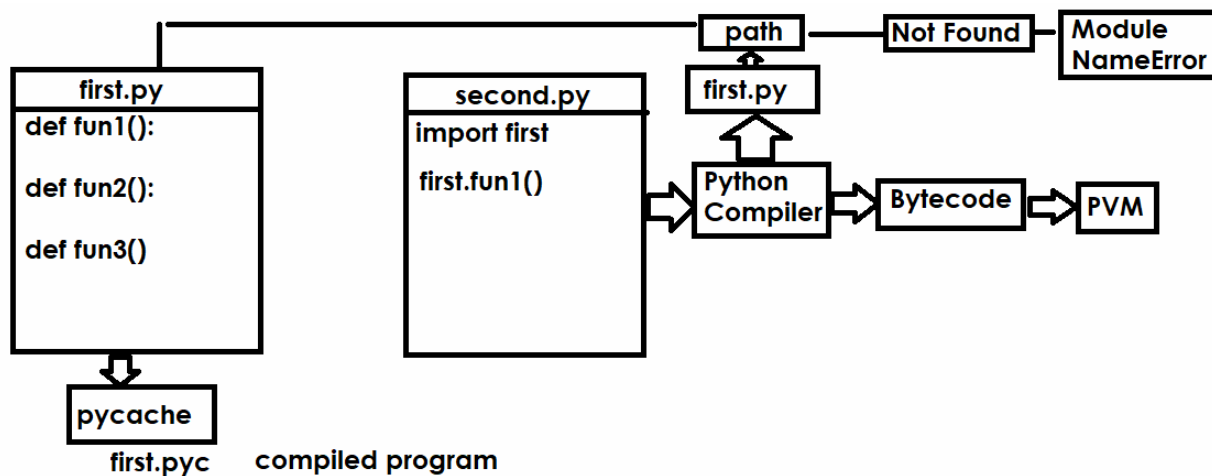 path
Not Found
Module
NameError
first.py
def fun1():
def fun2():
def fun3()
second.py
import first
first.fun1()
first.py
Python
Compiler
Bytecode
PVM
pycache
first.pyc compiled program